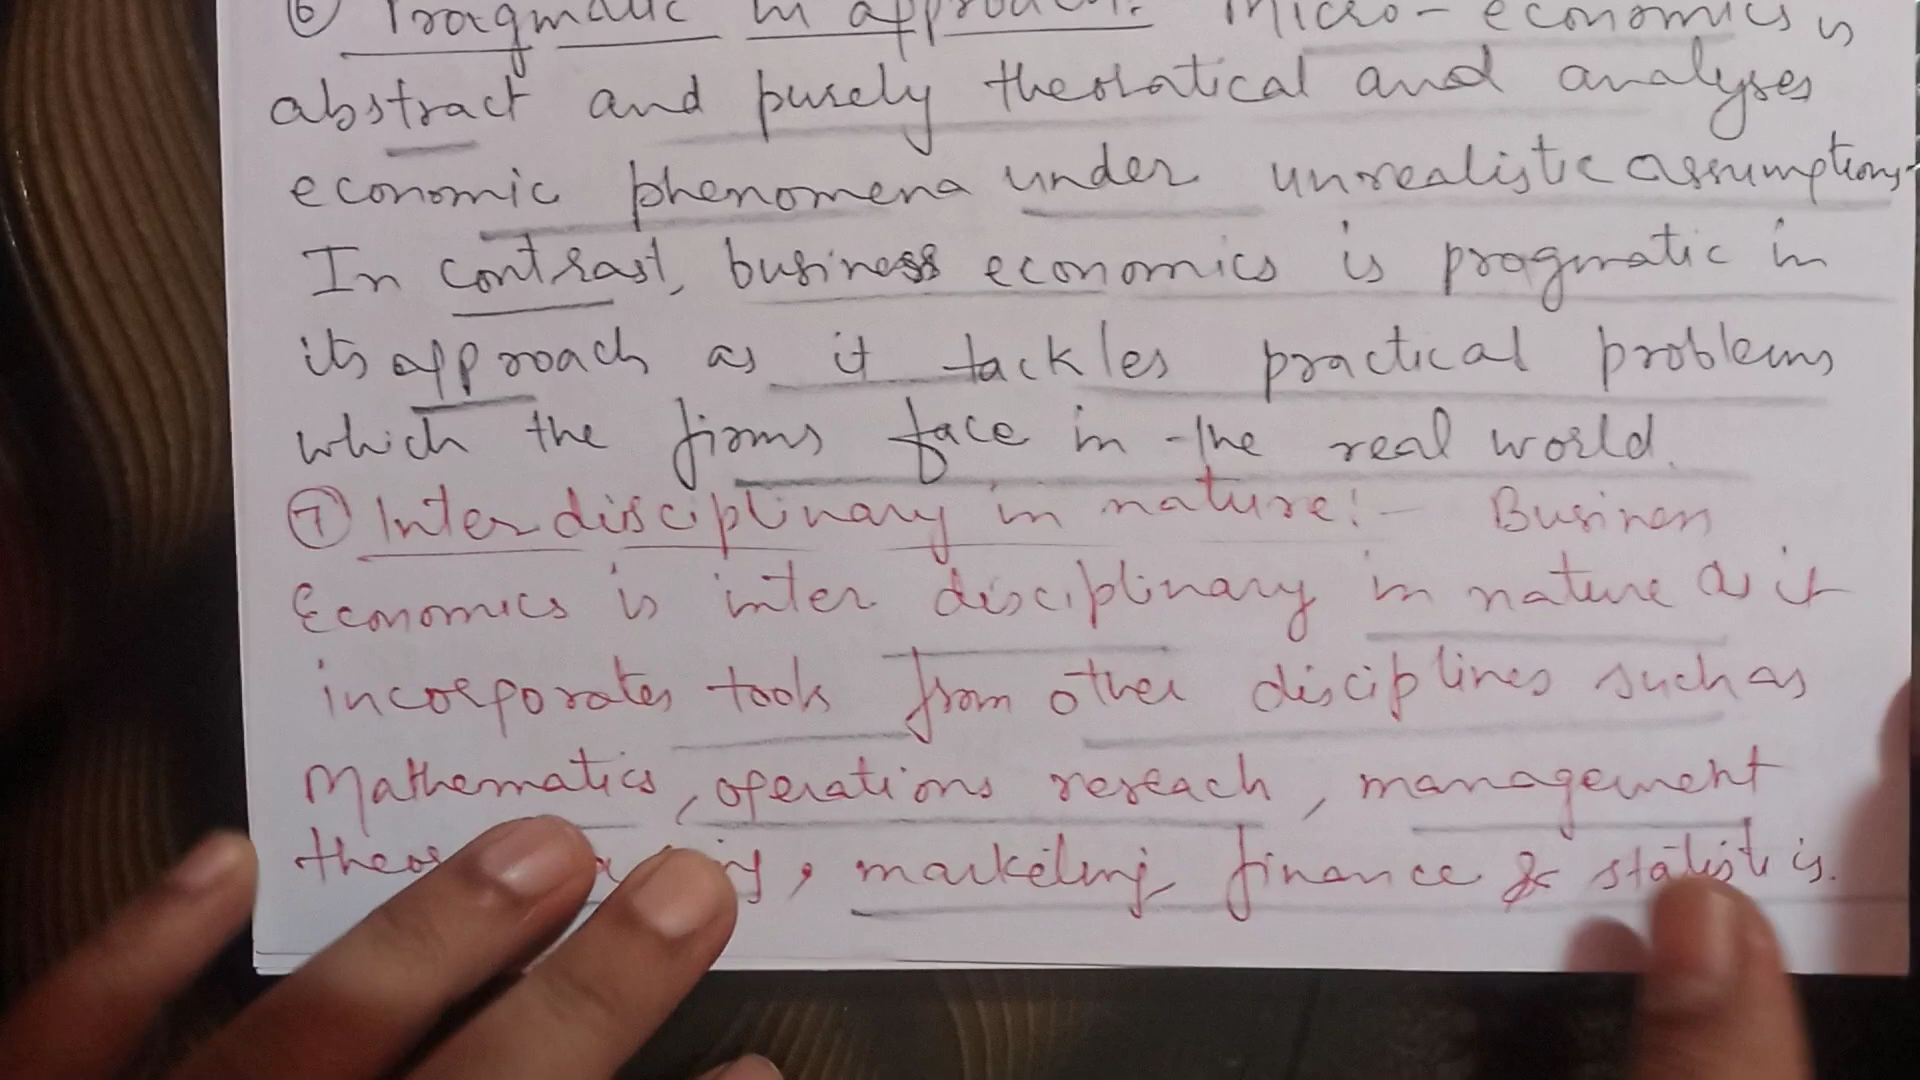 ⑥ Pragmatic in approach:- Micro-economics is
abstract and purely theoratical and analyses
economic phenomena under unrealistic assumptions.
In contrast, business economics is pragmatic in
its approach as it tackles practical problems
which the firms face in the real world.
⑦ Inter disciplinary in nature:- Business
Economics is inter disciplinary in nature as it
incorporates tools from other disciplines such as
Mathematics, operations reseach, management
, marketing, finance & statistis.